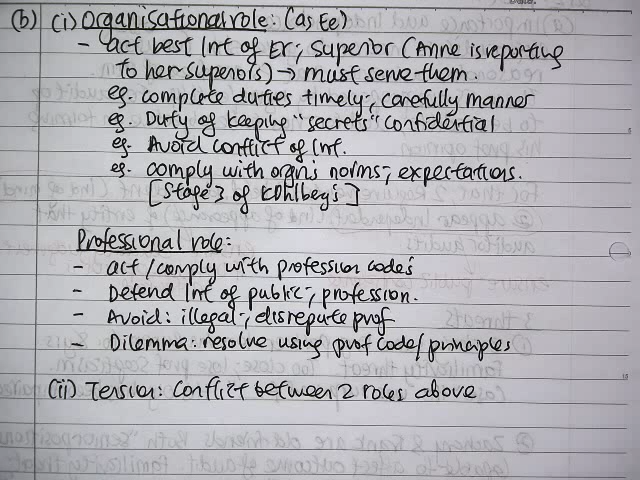 (b) (i) Organisational role: (as Ee)
- act best Int of Er, Superior (Anne is reporting
to her superiors) → must serve them.
eg. complete duties timely, carefully manner
eg. Duty of keeping "secrets" confidential
eg. Avoid conflict of Int.
eg. comply with organ's norms, expectations.
[Stage 3 of Kohlberg's]
Professional role:
- act/comply with profession codes
- Defend Int of public, profession.
- Avoid: illegal, disrepute prof
- Dilemma: resolve using prof code/principles
(ii) Tension: Conflict between 2 roles above